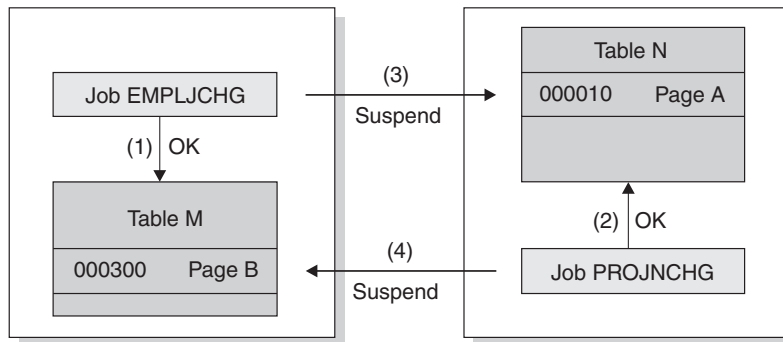 Job EMPLJCHG
(1) OK
Table M
000300 Page B
(3)
Suspend
(4)
Suspend
Table N
000010 Page A
(2) OK
Job PROJNCHG